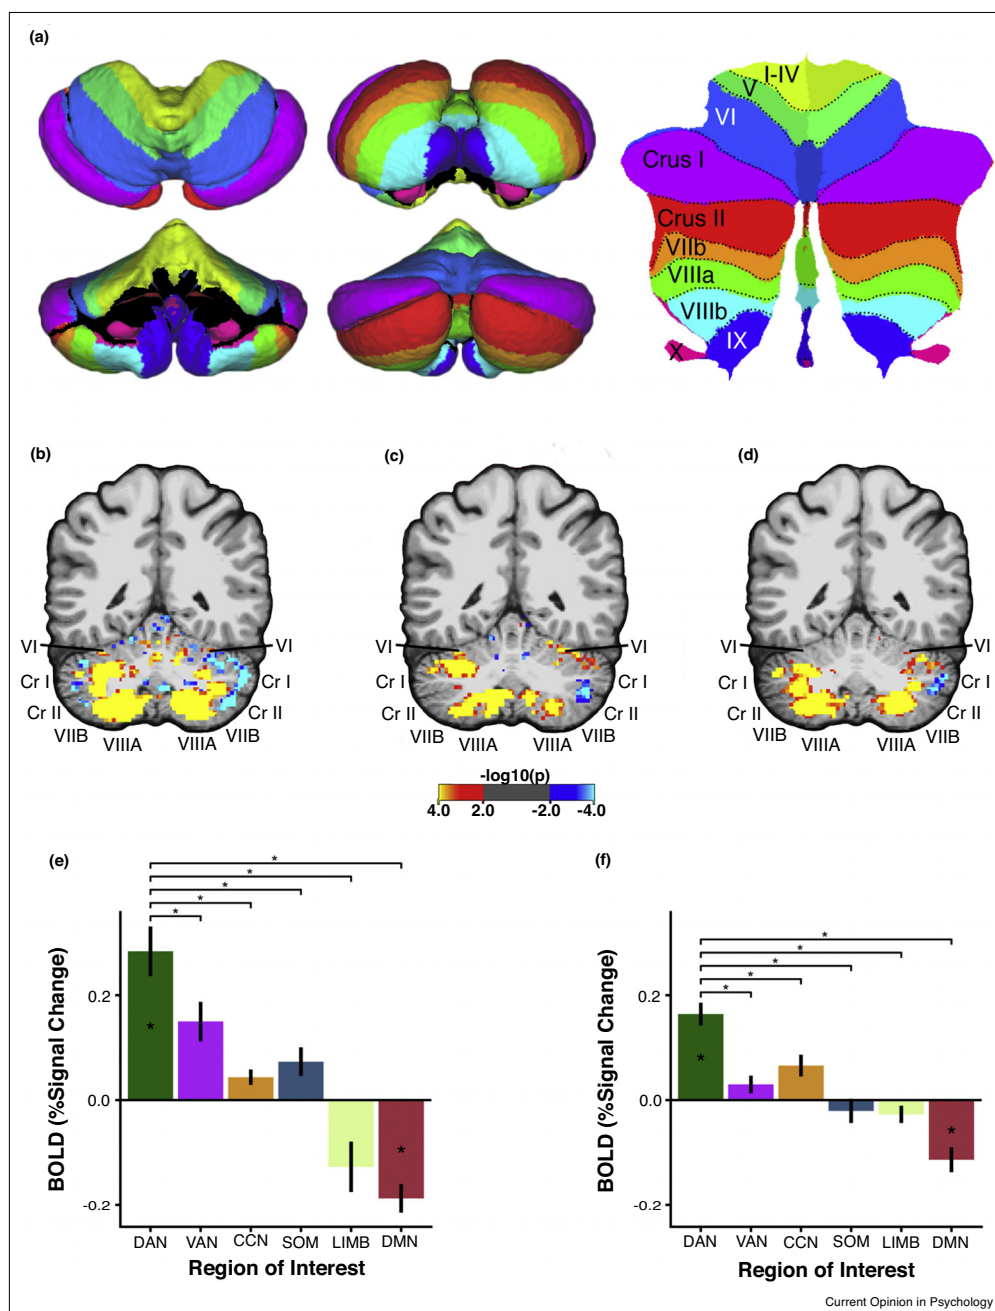 (a)
I-IV
V
VI
Crus I
Crus II
VIIb
VIIIa
VIIIb
IX
X
(b)
(c)
(d)
VI
VI
Cr I
Cr I
Cr II
Cr II
VIIB
VIIIA
VIIIA
VIIB
VI
VI
Cr I
Cr I
Cr II
Cr II
VIIB
VIIIA
VIIIA
VIIB
VI
VI
Cr I
Cr I
Cr II
Cr II
VIIB
VIIIA
VIIIA
VIIB
-log10(p)
4.0 2.0 -2.0 -4.0
(e)
*
*
*
*
*
BOLD (%Signal Change)
0.2
0.0
-0.2
*
*
DAN VAN CCN SOM LIMB DMN
Region of Interest
(f)
*
*
*
*
*
BOLD (%Signal Change)
0.2
0.0
-0.2
*
*
DAN VAN CCN SOM LIMB DMN
Region of Interest
Current Opinion in Psychology